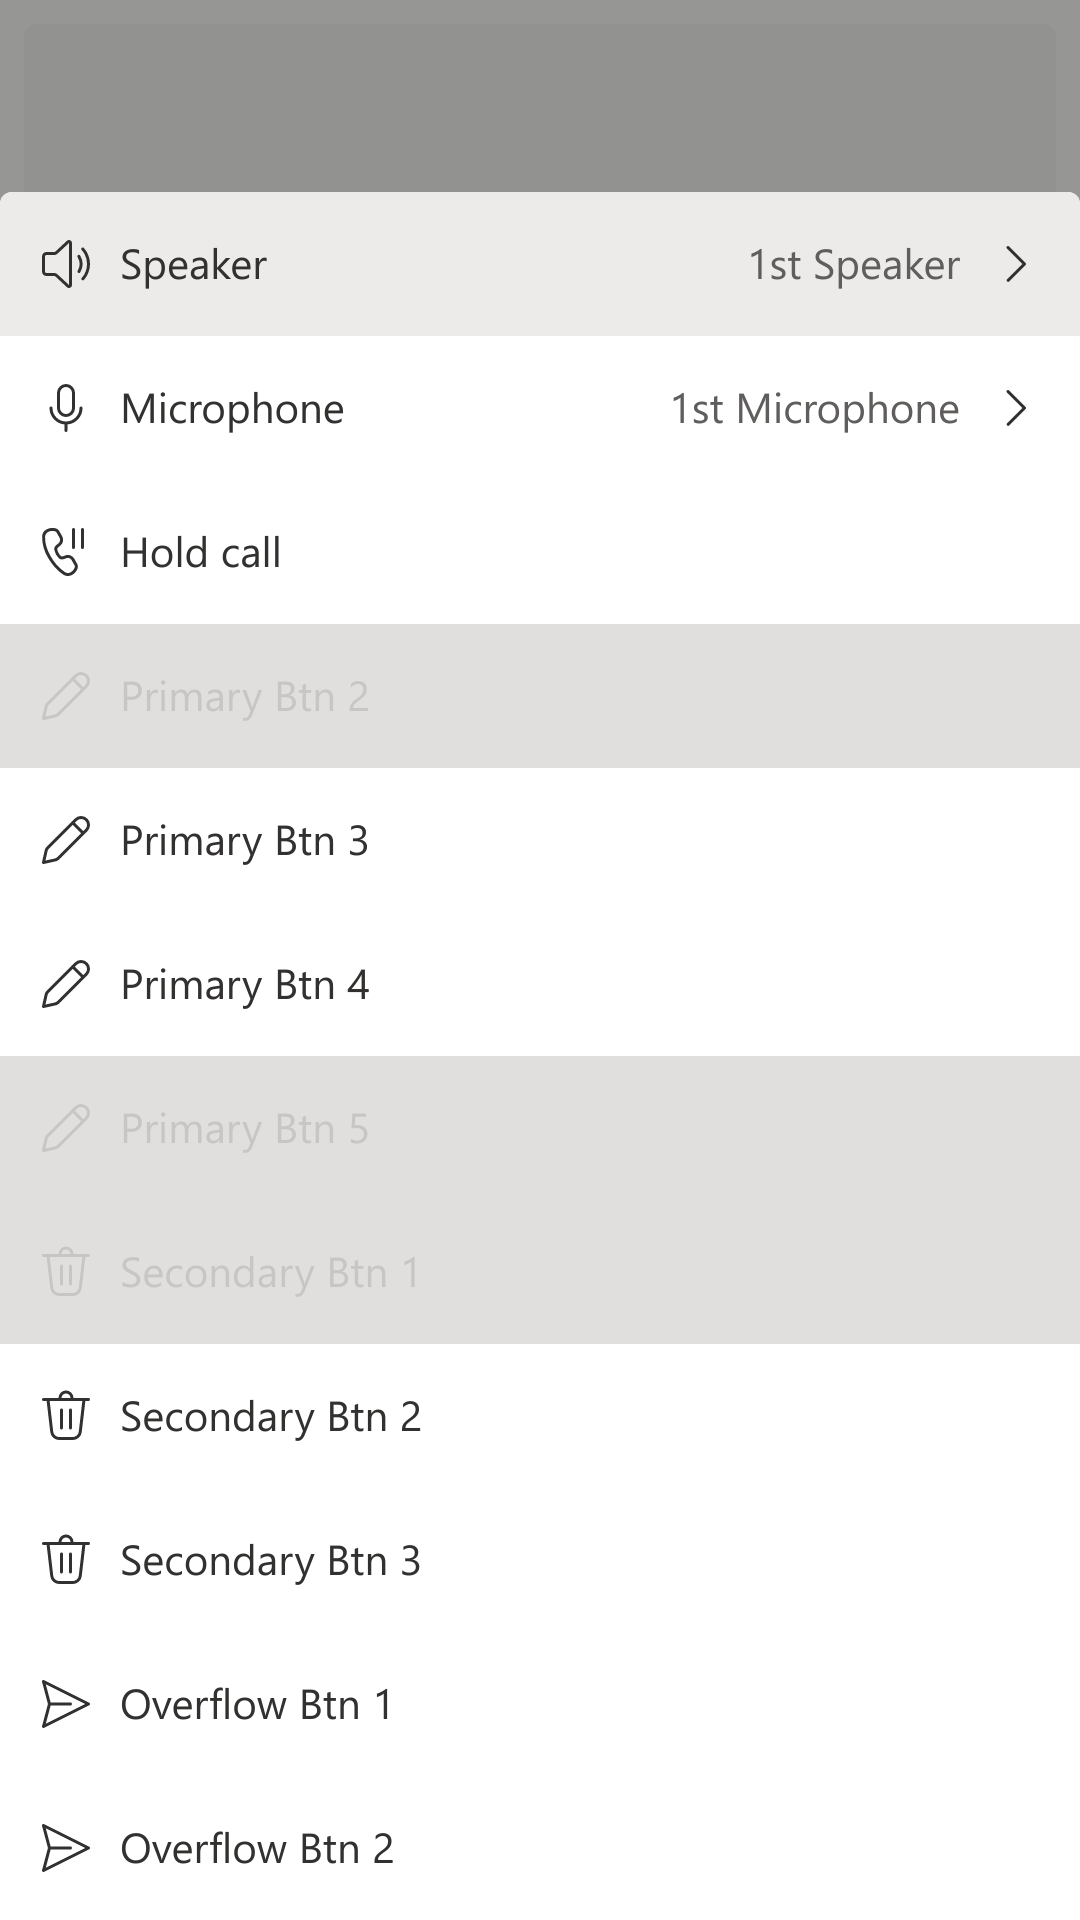 Speaker 1st Speaker
Microphone 1st Microphone
Hold call
Primary Btn 2
Primary Btn 3
Primary Btn 4
Primary Btn 5
Secondary Btn 1
Secondary Btn 2
Secondary Btn 3
Overflow Btn 1
Overflow Btn 2